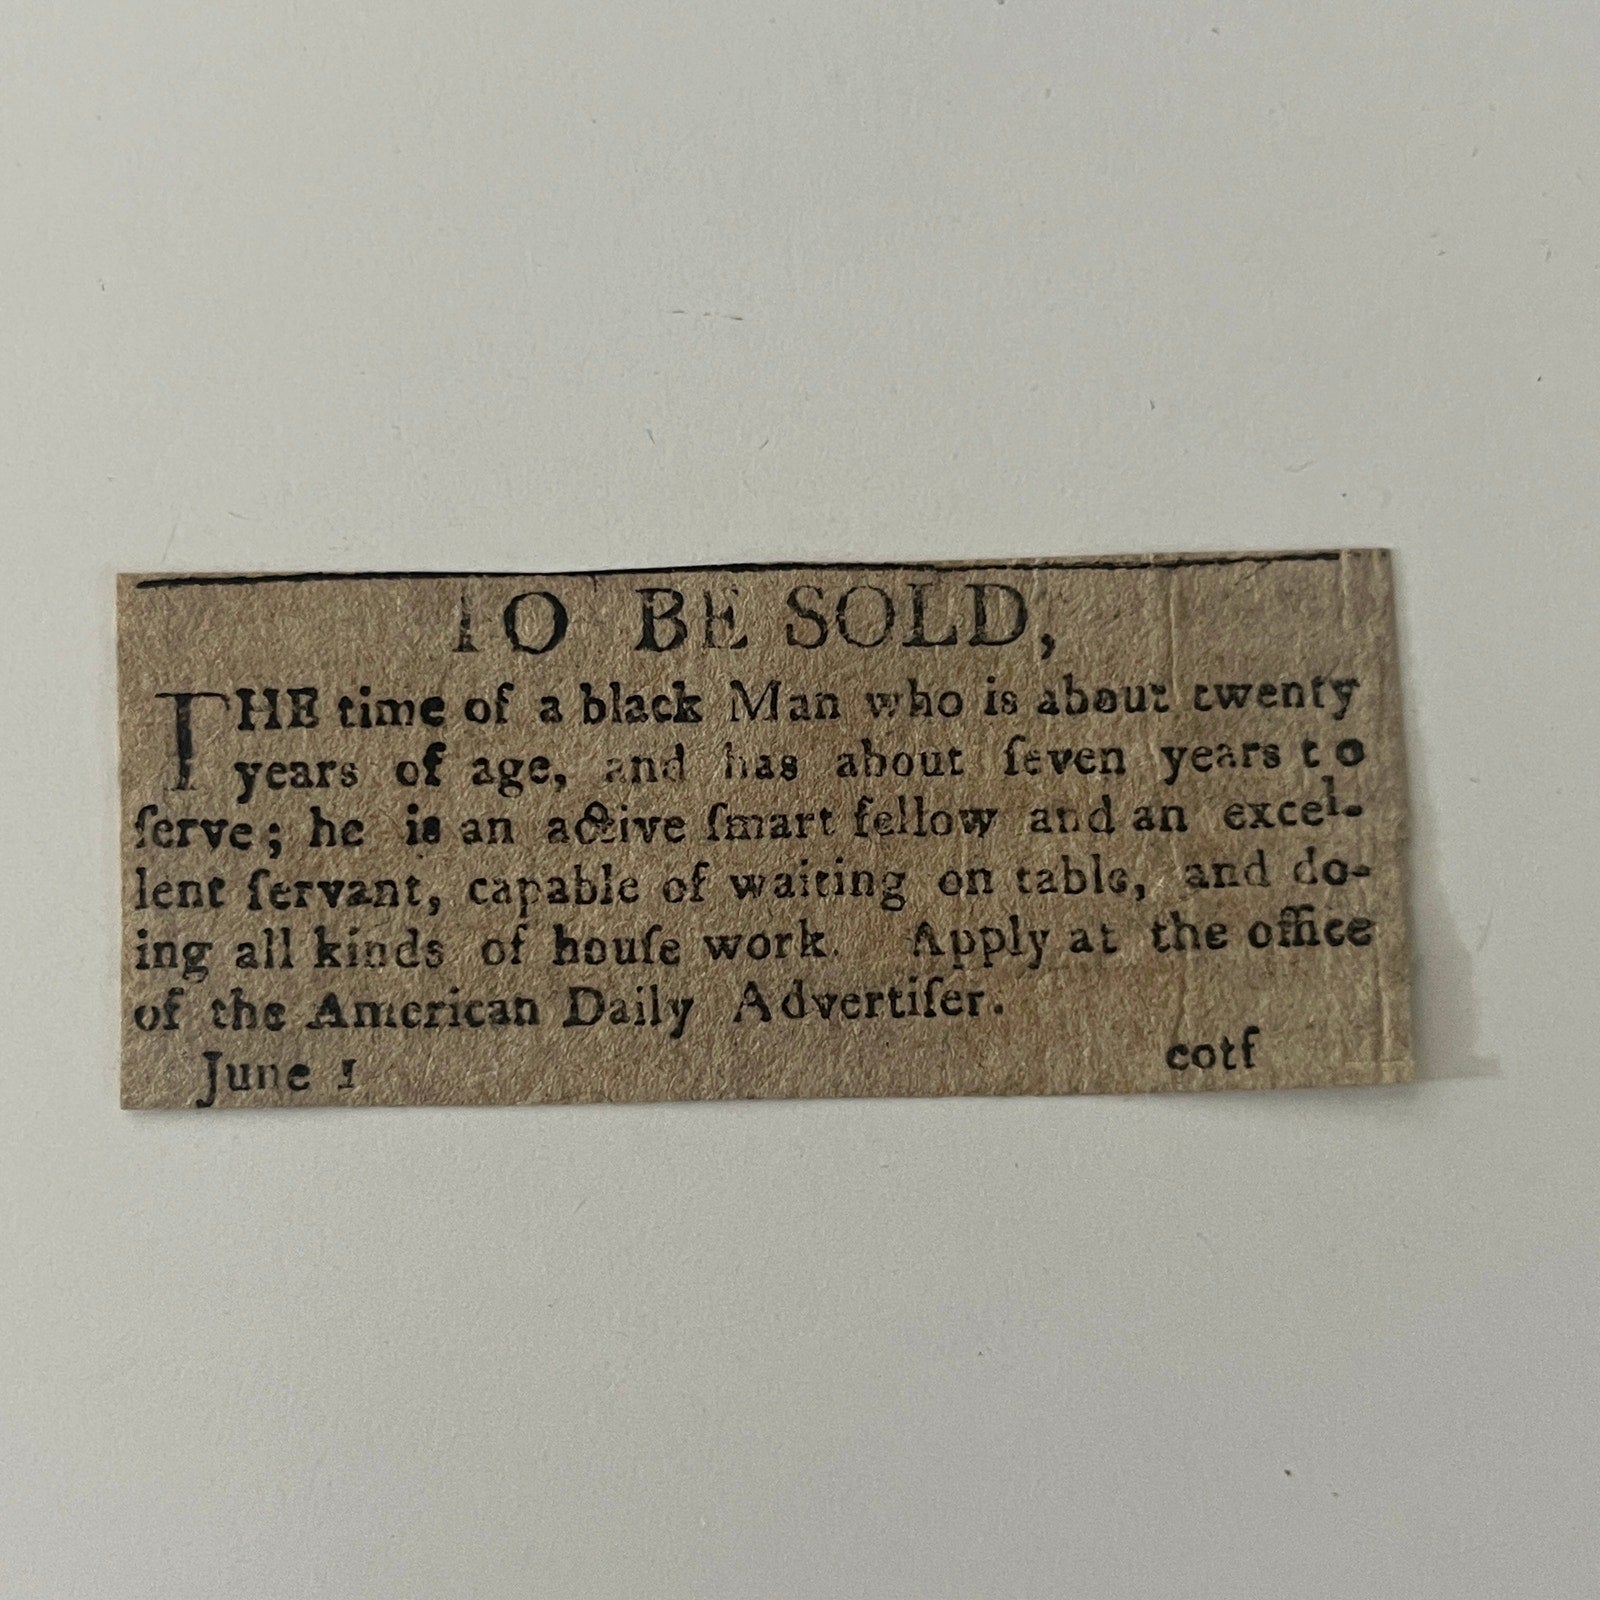 TO BE SOLD,
THE time of a black Man who is about twenty
years of age, and has about ſeven years to
ſerve; he is an active ſmart fellow and an excel-
lent ſervant, capable of waiting on table, and do-
ing all kinds of houſe work. Apply at the office
of the American Daily Advertiſer.
June 1 cotf